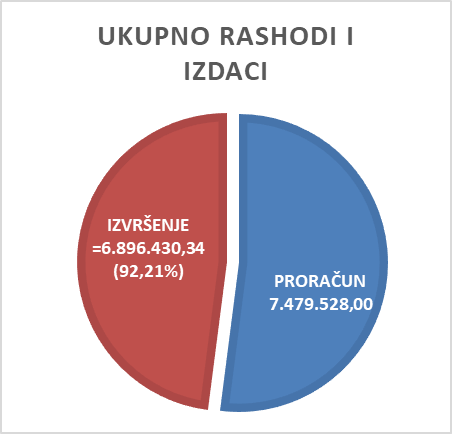 UKUPNO RASHODI I
IZDACI
IZVRŠENJE
=6.896.430,34
(92,21%)
PRORAČUN
7.479.528,00